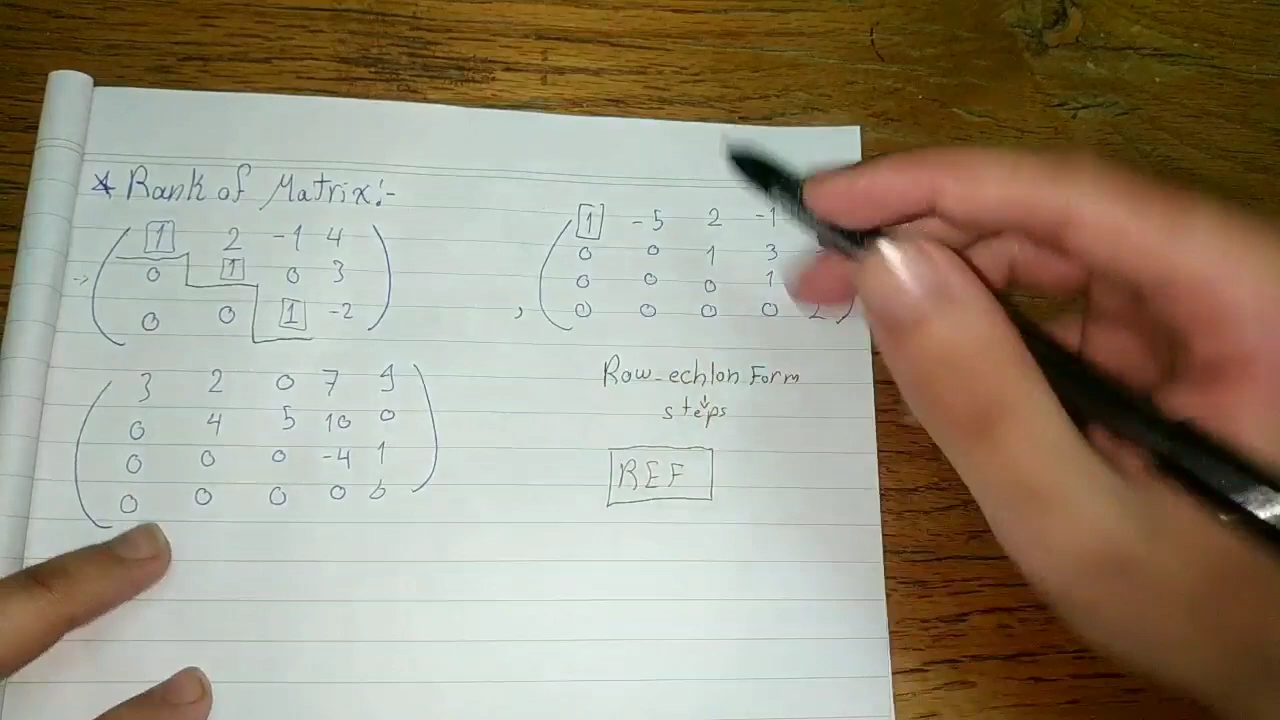 * Rank of Matrix:-
1 2 -1 4
0 1 0 3
0 0 1 -2
,
1 -5 2 -1
0 0 1 3
0 0 0 1
0 0 0 0 2
3 2 0 7 9
0 4 5 10 0
0 0 0 -4 1
0 0 0 0
Row-echlon Form
steps
REF